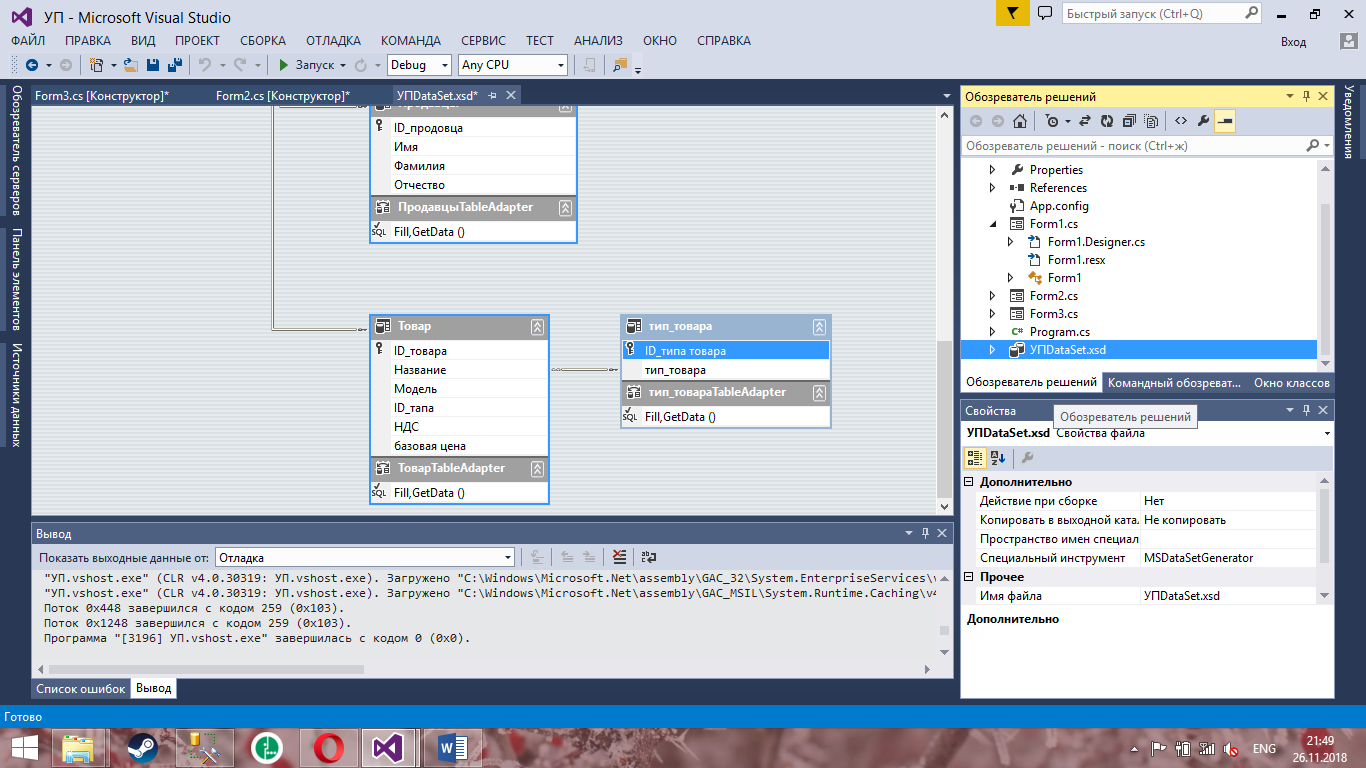 УП - Microsoft Visual Studio
Быстрый запуск (Ctrl+Q)
ФАЙЛ ПРАВКА ВИД ПРОЕКТ СБОРКА ОТЛАДКА КОМАНДА СЕРВИС ТЕСТ АНАЛИЗ ОКНО СПРАВКА
Вход
Запуск Debug Any CPU
Обозреватель серверов
Панель элементов
Источники данных
Form3.cs [Конструктор]* Form2.cs [Конструктор]* УПDataSet.xsd*
Продавцы
ID_продовца
Имя
Фамилия
Отчество
ПродавцыTableAdapter
SQL Fill,GetData ()
Товар
ID_товара
Название
Модель
ID_тапа
НДС
базовая цена
ТоварTableAdapter
SQL Fill,GetData ()
тип_товара
ID_типа товара
тип_товара
тип_товараTableAdapter
SQL Fill,GetData ()
Обозреватель решений
Обозреватель решений - поиск (Ctrl+ж)
Properties
References
App.config
Form1.cs
Form1.Designer.cs
Form1.resx
Form1
Form2.cs
Form3.cs
C# Program.cs
УПDataSet.xsd
Обозреватель решений Командный обозреват... Окно классов
Уведомления
Свойства
Обозреватель решений
УПDataSet.xsd Свойства файла
Дополнительно
Действие при сборке Нет
Копировать в выходной ката. Не копировать
Пространство имен специал
Специальный инструмент MSDataSetGenerator
Прочее
Имя файла УПDataSet.xsd
Дополнительно
Вывод
Показать выходные данные от: Отладка
"УП.vshost.exe" (CLR v4.0.30319: УП.vshost.exe). Загружено "C:\Windows\Microsoft.Net\assembly\GAC_32\System.EnterpriseServices\v
"УП.vshost.exe" (CLR v4.0.30319: УП.vshost.exe). Загружено "C:\Windows\Microsoft.Net\assembly\GAC_MSIL\System.Runtime.Caching\v4
Поток 0x448 завершился с кодом 259 (0x103).
Поток 0x1248 завершился с кодом 259 (0x103).
Программа "[3196] УП.vshost.exe" завершилась с кодом 0 (0x0).
Список ошибок Вывод
Готово
ENG
21:49
26.11.2018